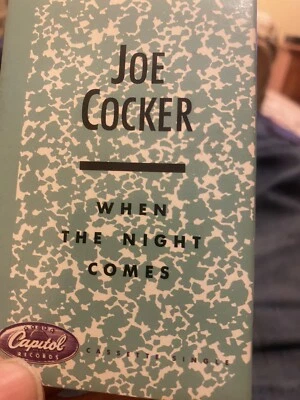 JOE
COCKER
WHEN
THE NIGHT
COMES
Capitol
RECORDS
CASSETTE SINGLE